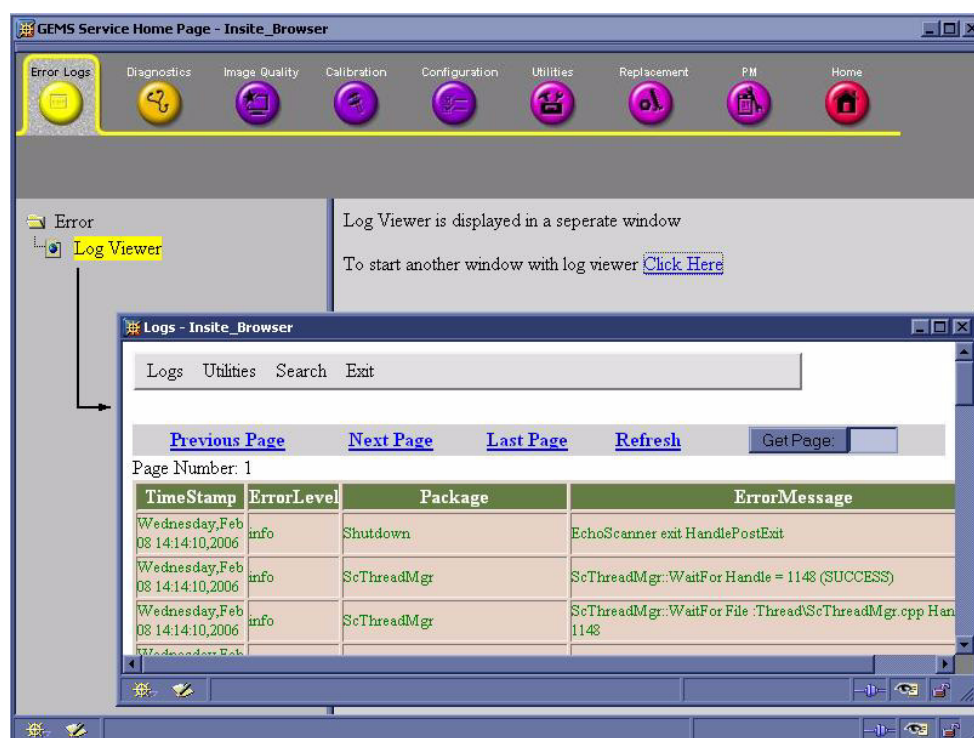 GEMS Service Home Page - Insite_Browser
Error Logs Diagnostics Image Quality Calibration Configuration Utilities Replacement PM Home
Error
Log Viewer
Log Viewer is displayed in a seperate window
To start another window with log viewer Click Here
Logs - Insite_Browser
Logs Utilities Search Exit
Previous Page Next Page Last Page Refresh Get Page:
Page Number: 1
TimeStamp ErrorLevel Package ErrorMessage
Wednesday,Feb
08 14:14:10,2006 info Shutdown EchoScanner exit HandlePostExit
Wednesday,Feb
08 14:14:10,2006 info ScThreadMgr ScThreadMgr::WaitFor Handle = 1148 (SUCCESS)
Wednesday,Feb
08 14:14:10,2006 info ScThreadMgr ScThreadMgr::WaitFor File :Thread\ScThreadMgr.cpp Han
1148
Wednesday,Feb